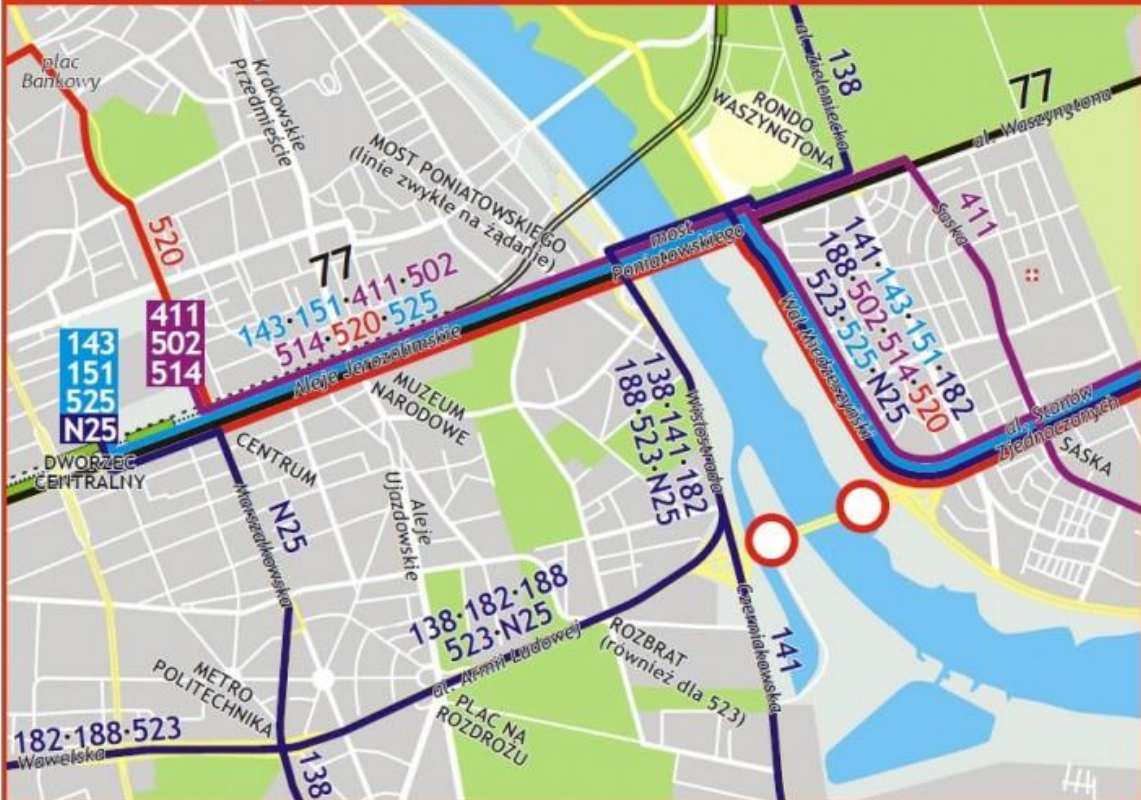 plac
Bankowy
Krakowskie
Przedmieście
138
al. Zieleniecka
RONDO
WASZYNGTONA
77
al. Waszyngtona
MOST PONIATOWSKIEGO
(linie zwykłe na żądanie)
520
77
most
Poniatowskiego
411
Saska
143·151·411·502
514·520·525
Aleje Jerozolimskie
411
502
514
143
151
525
N25
DWORZEC
CENTRALNY
MUZEUM
NARODOWE
CENTRUM
Marszałkowska
N25
Aleje
Ujazdowskie
138·141·182
188·523·N25
Wisłostrada
Wał Miedzeszyński
141·143·151·182
188·502·514·520
523·525·N25
al. Stanów
Zjednoczonych
SASKA
138·182·188
523·N25
al. Armii Ludowej
ROZBRAT
(również dla 523)
Czerniakowska
141
METRO
POLITECHNIKA
PLAC NA
ROZDROŻU
182·188·523
Wawelska
138